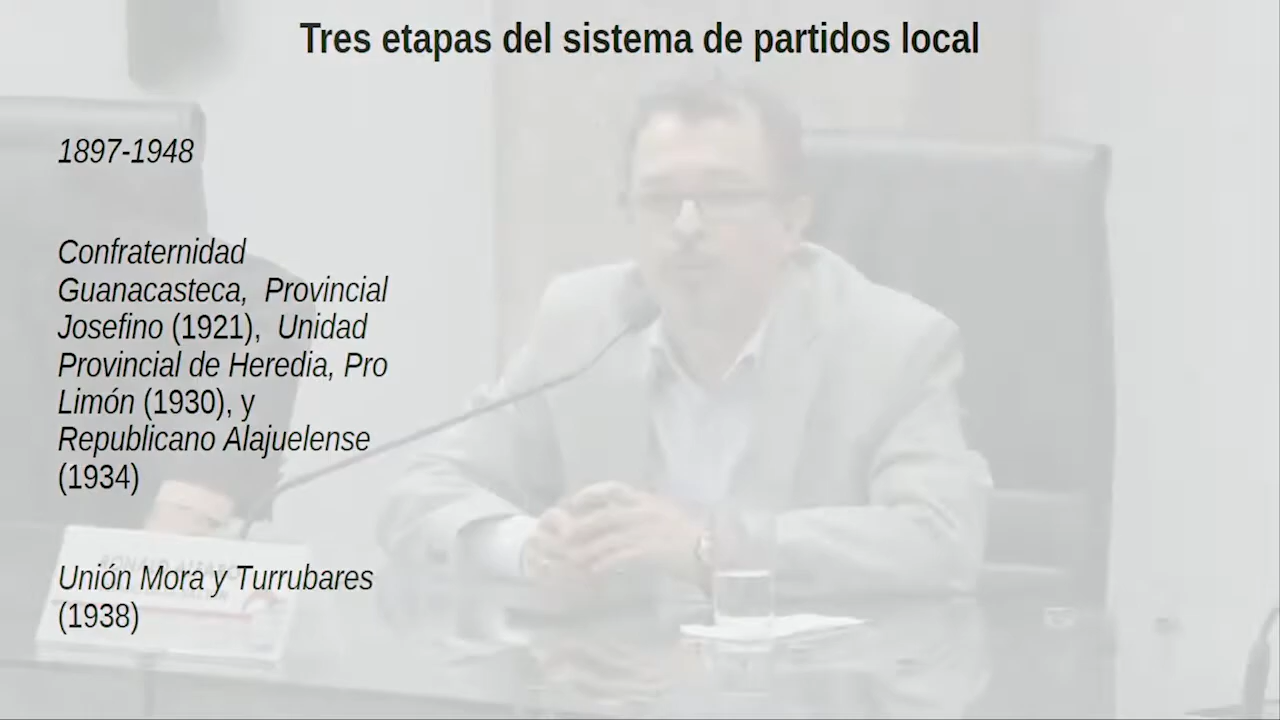 Tres etapas del sistema de partidos local
1897-1948
Confraternidad
Guanacasteca, Provincial
Josefino (1921), Unidad
Provincial de Heredia, Pro
Limón (1930), y
Republicano Alajuelense
(1934)
Unión Mora y Turrubares
(1938)